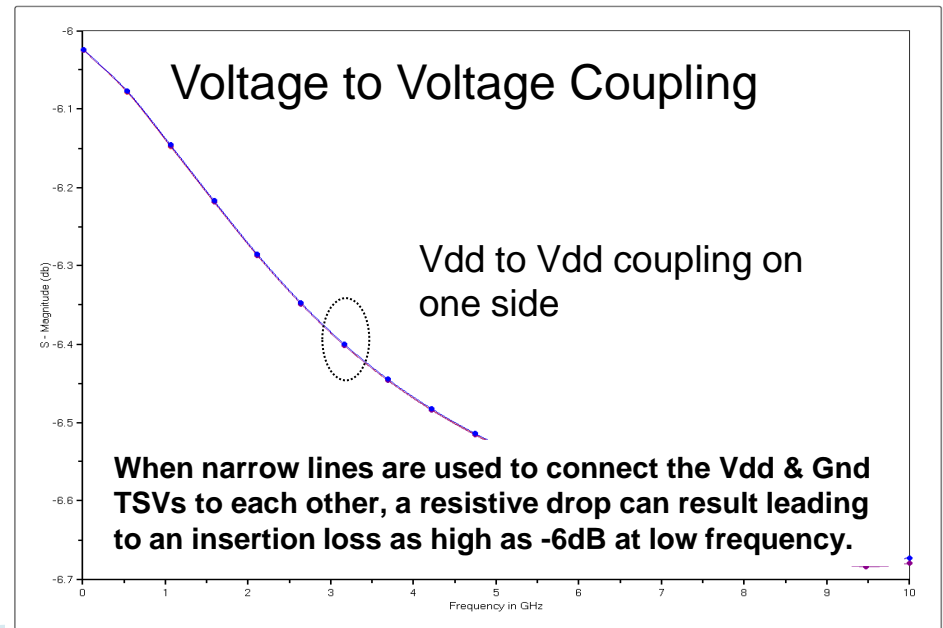 Voltage to Voltage Coupling
Vdd to Vdd coupling on
one side
When narrow lines are used to connect the Vdd & Gnd
TSVs to each other, a resistive drop can result leading
to an insertion loss as high as -6dB at low frequency.
S - Magnitude (db)
-6
-6.1
-6.2
-6.3
-6.4
-6.5
-6.6
-6.7
0 1 2 3 4 5 6 7 8 9 10
Frequency in GHz